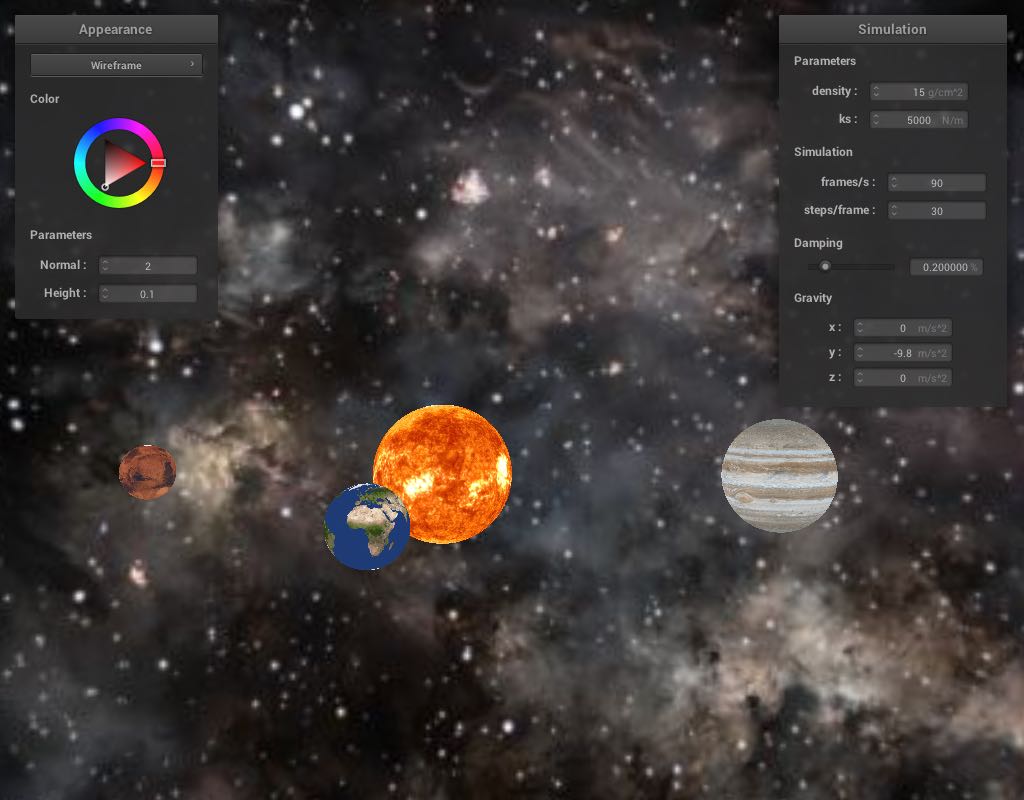 Appearance
Wireframe
Color
Parameters
Normal : 2
Height : 0.1
Simulation
Parameters
density : 15 g/cm^2
ks : 5000 N/m
Simulation
frames/s : 90
steps/frame : 30
Damping
0.200000 %
Gravity
x : 0 m/s^2
y : -9.8 m/s^2
z : 0 m/s^2